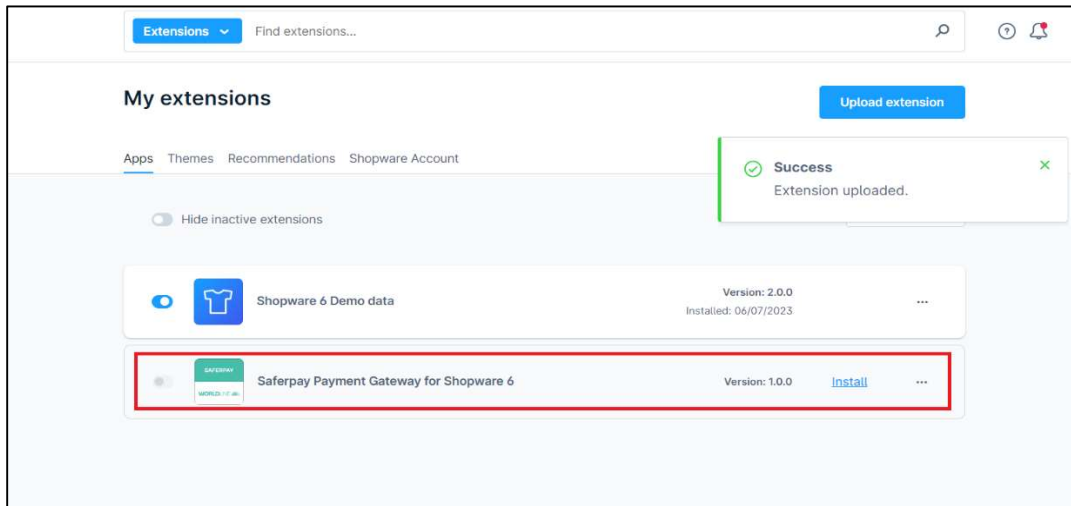 Extensions
Find extensions...
My extensions
Upload extension
Apps Themes Recommendations Shopware Account
Success
Extension uploaded.
Hide inactive extensions
Shopware 6 Demo data
Version: 2.0.0
Installed: 06/07/2023
SAFERPAY
Saferpay Payment Gateway for Shopware 6
Version: 1.0.0
Install